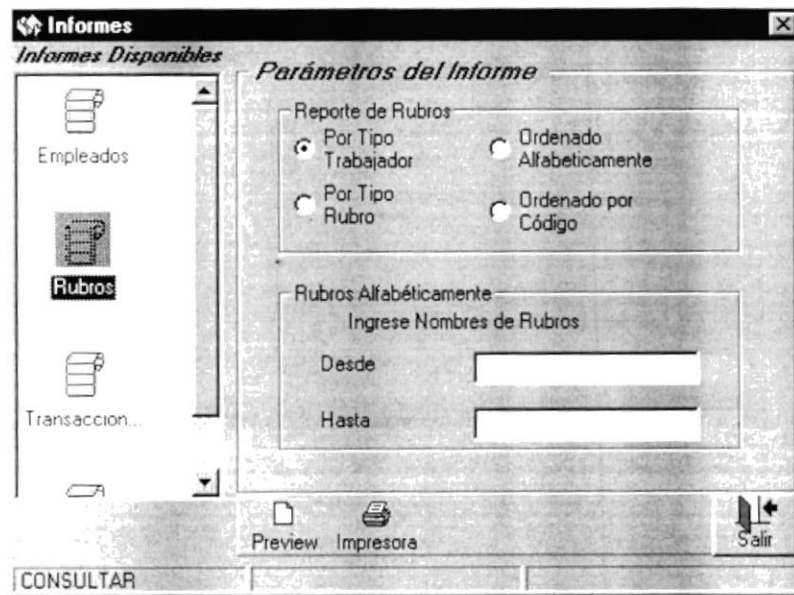 Informes
Informes Disponibles
Empleados
Rubros
Transaccion...
Parámetros del Informe
Reporte de Rubros
Por Tipo
Trabajador
Ordenado
Alfabeticamente
Por Tipo
Rubro
Ordenado por
Código
Rubros Alfabéticamente
Ingrese Nombres de Rubros
Desde
Hasta
Preview
Impresora
Salir
CONSULTAR